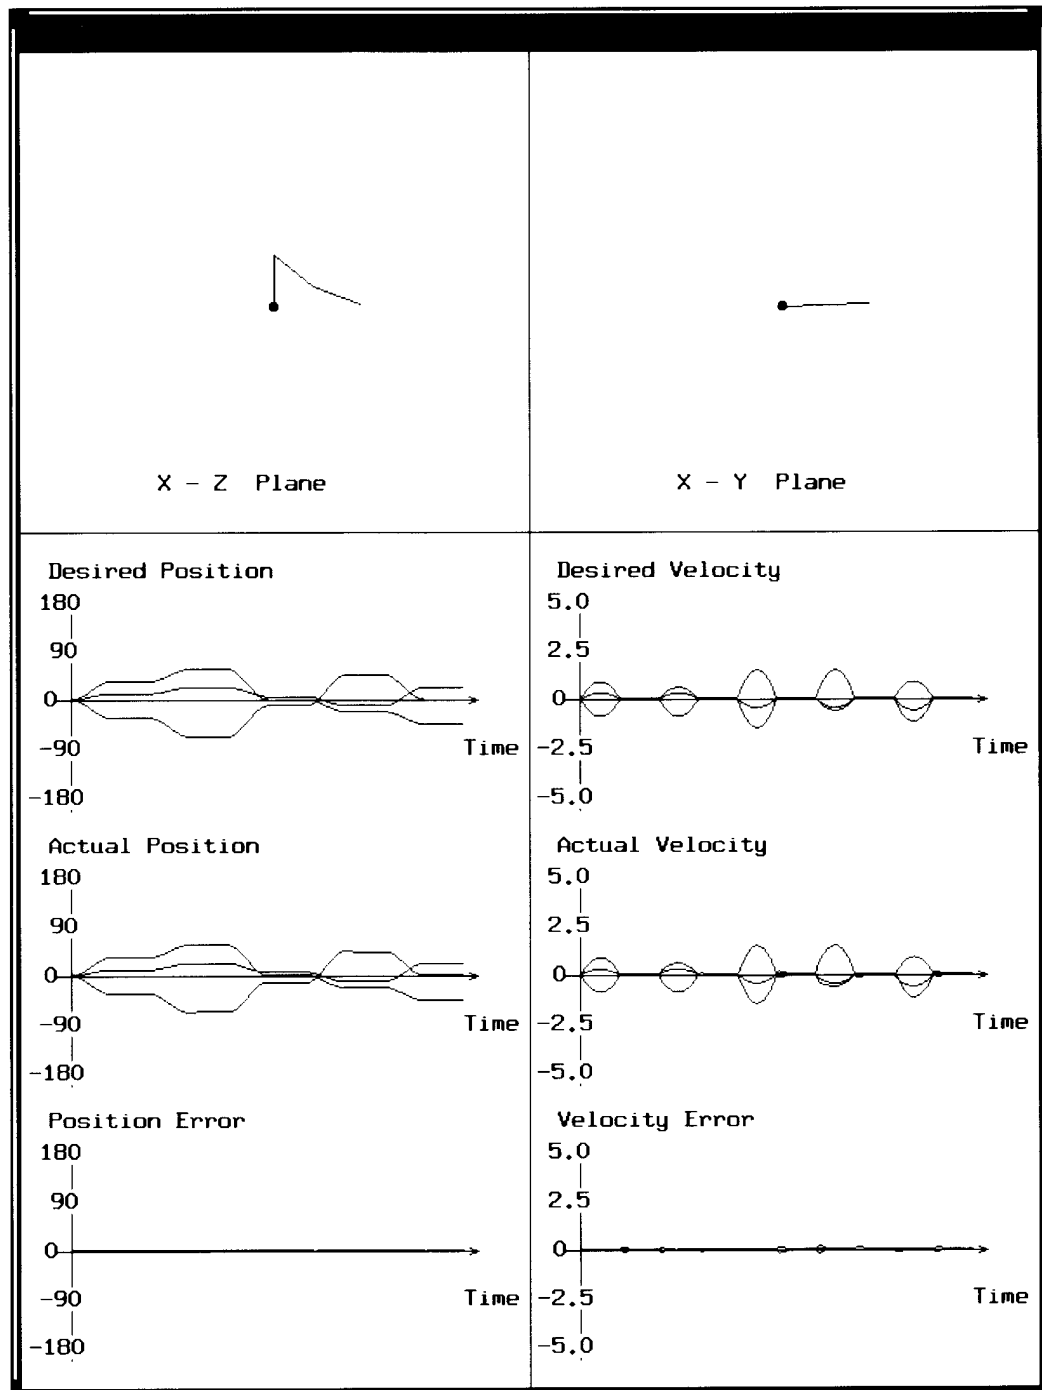 X - Z Plane
X - Y Plane
Desired Position
180
90
0
-90
Time
-180
Desired Velocity
5.0
2.5
0
-2.5
Time
-5.0
Actual Position
180
90
0
-90
Time
-180
Actual Velocity
5.0
2.5
0
-2.5
Time
-5.0
Position Error
180
90
0
-90
Time
-180
Velocity Error
5.0
2.5
0
-2.5
Time
-5.0